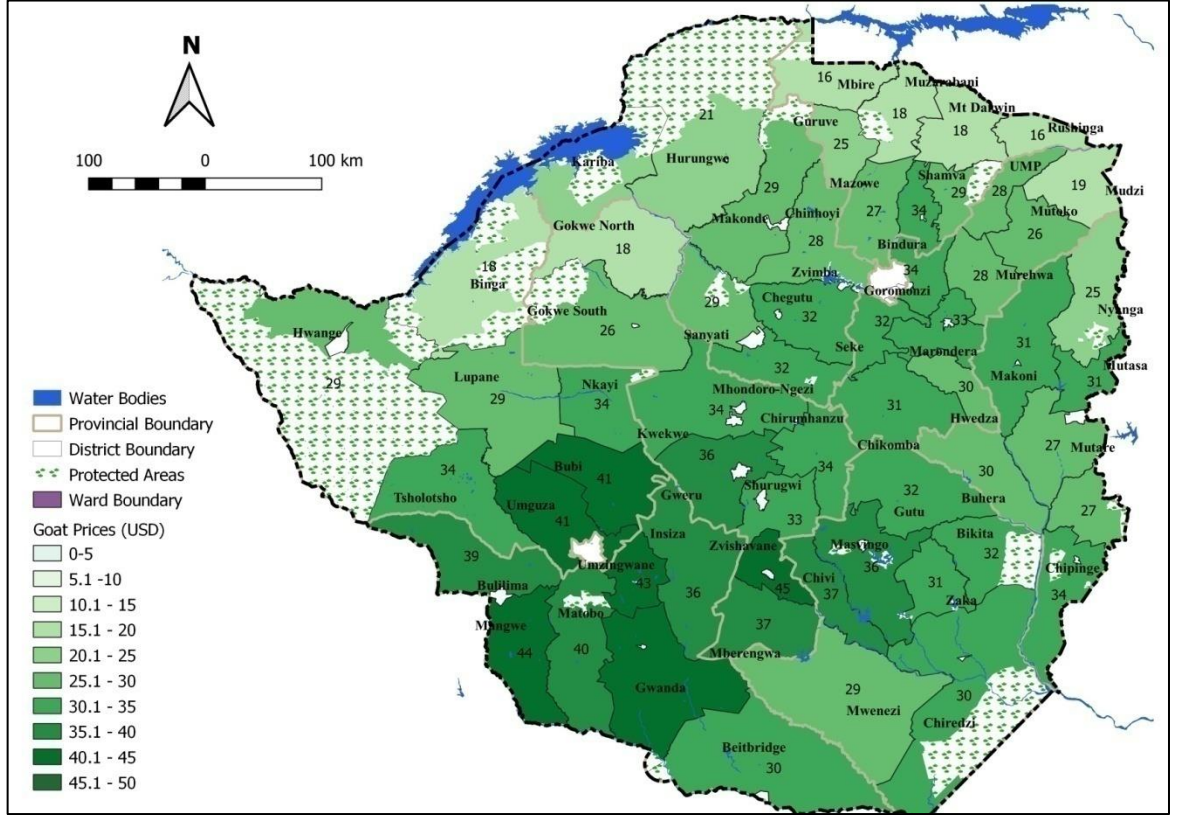 N
100 0 100 km
16
Mbire
Muzarabani
Mt Darwin
18
18
16
Rushinga
21
Guruve
25
Kariba
Hurungwe
Mazowe
Shamva
29
UMP
28
19
Mudzi
29
Makonde
Chinhoyi
27
34
Mutoko
26
Gokwe North
18
28
Bindura
Zvimba
34
Goromonzi
28
Murehwa
25
Nyanga
18
Binga
Gokwe South
26
29
Sanyati
Chegutu
32
32
Seke
33
Marondera
31
Makoni
Mutasa
31
Hwange
29
Lupane
29
Nkayi
34
32
Mhondoro-Ngezi
34
Chirumhanzu
31
30
Hwedza
Chikomba
27
Mutare
Kwekwe
36
34
30
Buhera
34
Tsholotsho
Bubi
41
Umguza
41
Gweru
Shurugwi
33
32
Gutu
27
Insiza
Zvishavane
Masvingo
36
Bikita
32
Chipinge
34
39
Bulilima
Umzingwane
43
36
45
Chivi
37
31
Zaka
Mangwe
44
Matobo
40
37
Mberengwa
Gwanda
29
Mwenezi
30
Chiredzi
Beitbridge
30
Water Bodies
Provincial Boundary
District Boundary
Protected Areas
Ward Boundary
Goat Prices (USD)
0-5
5.1 -10
10.1 - 15
15.1 - 20
20.1 - 25
25.1 - 30
30.1 - 35
35.1 - 40
40.1 - 45
45.1 - 50